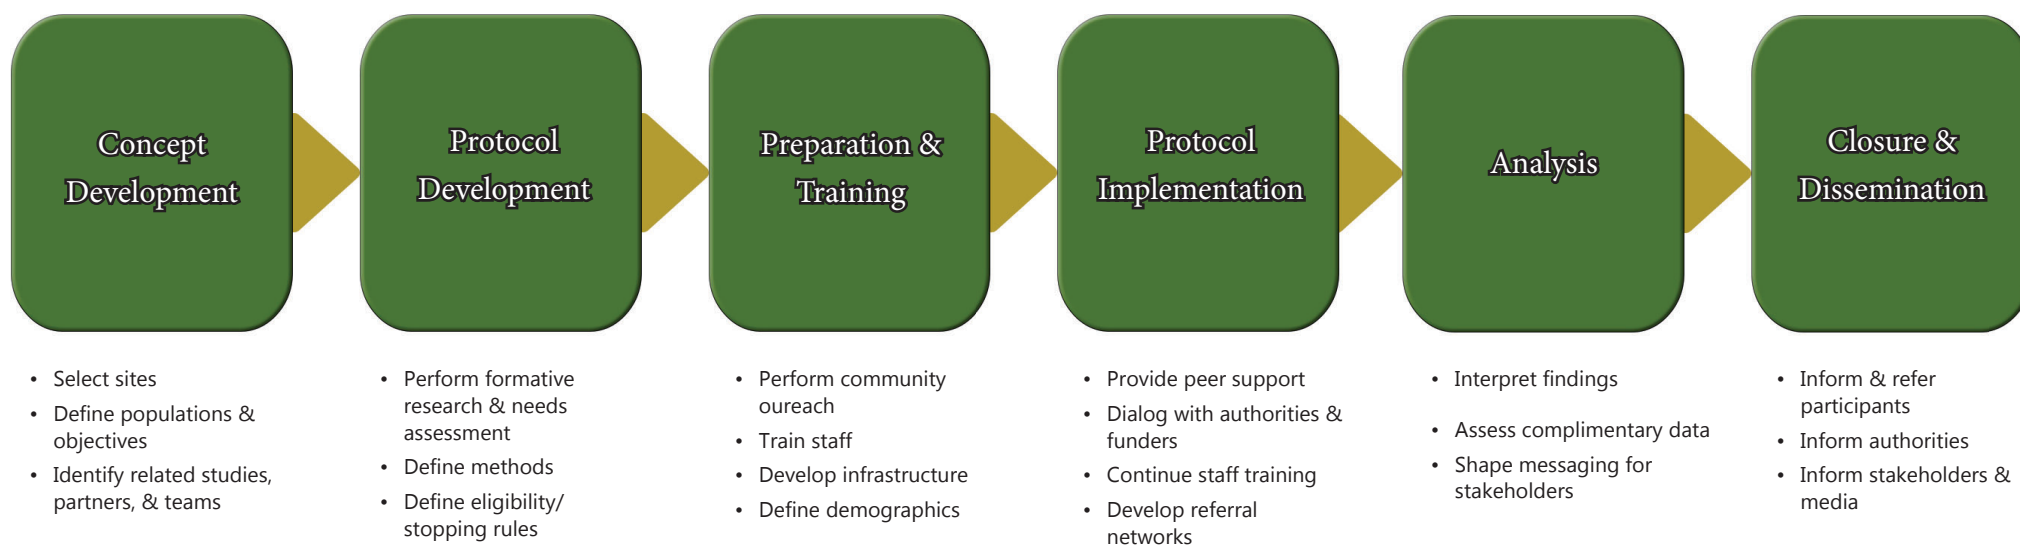 Concept
Development
Protocol
Development
Preparation &
Training
Protocol
Implementation
Analysis
Closure &
Dissemination
• Select sites
• Define populations &
objectives
• Identify related studies,
partners, & teams
• Perform formative
research & needs
assessment
• Define methods
• Define eligibility/
stopping rules
• Perform community
oureach
• Train staff
• Develop infrastructure
• Define demographics
• Provide peer support
• Dialog with authorities &
funders
• Continue staff training
• Develop referral
networks
• Interpret findings
• Assess complimentary data
• Shape messaging for
stakeholders
• Inform & refer
participants
• Inform authorities
• Inform stakeholders &
media